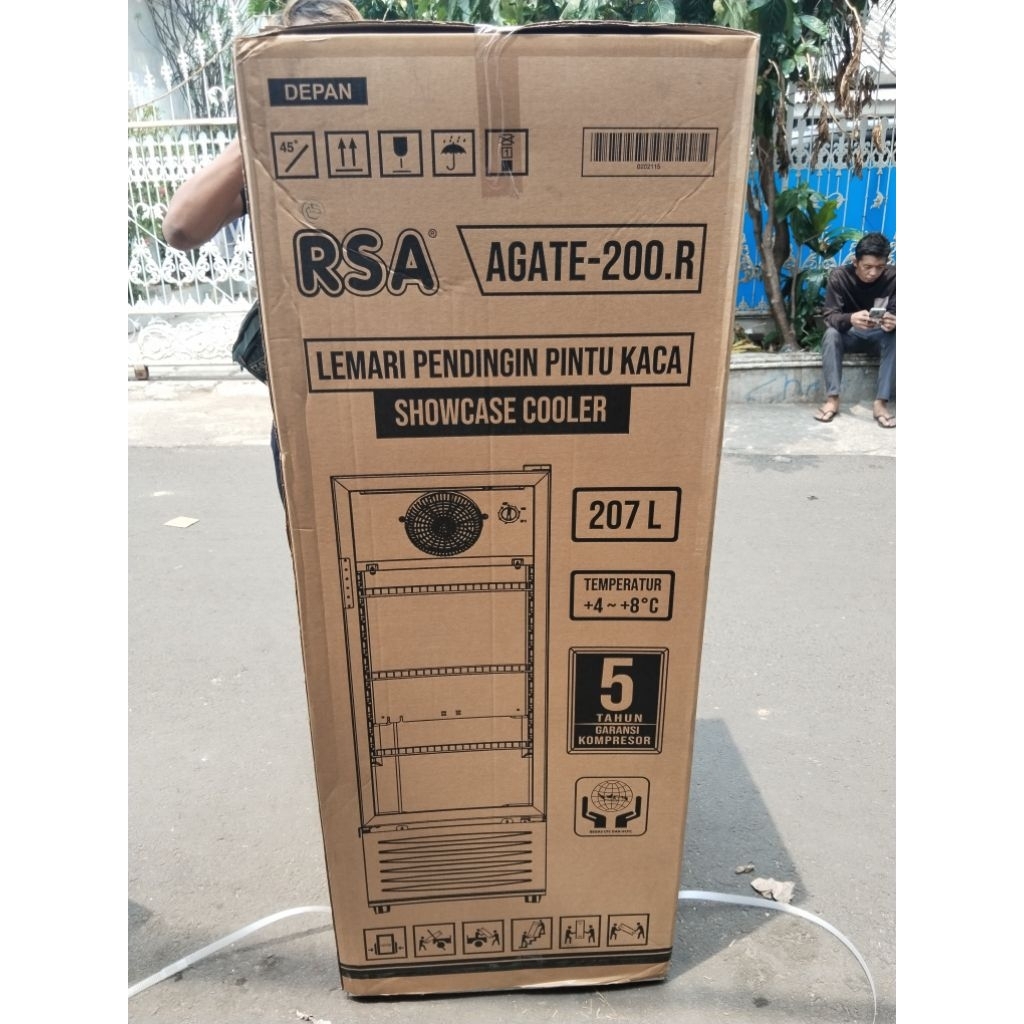 DEPAN
45°
0202115
RSA®
AGATE-200.R
LEMARI PENDINGIN PINTU KACA
SHOWCASE COOLER
207 L
TEMPERATUR
+4 ~ +8°C
5
TAHUN
GARANSI
KOMPRESOR